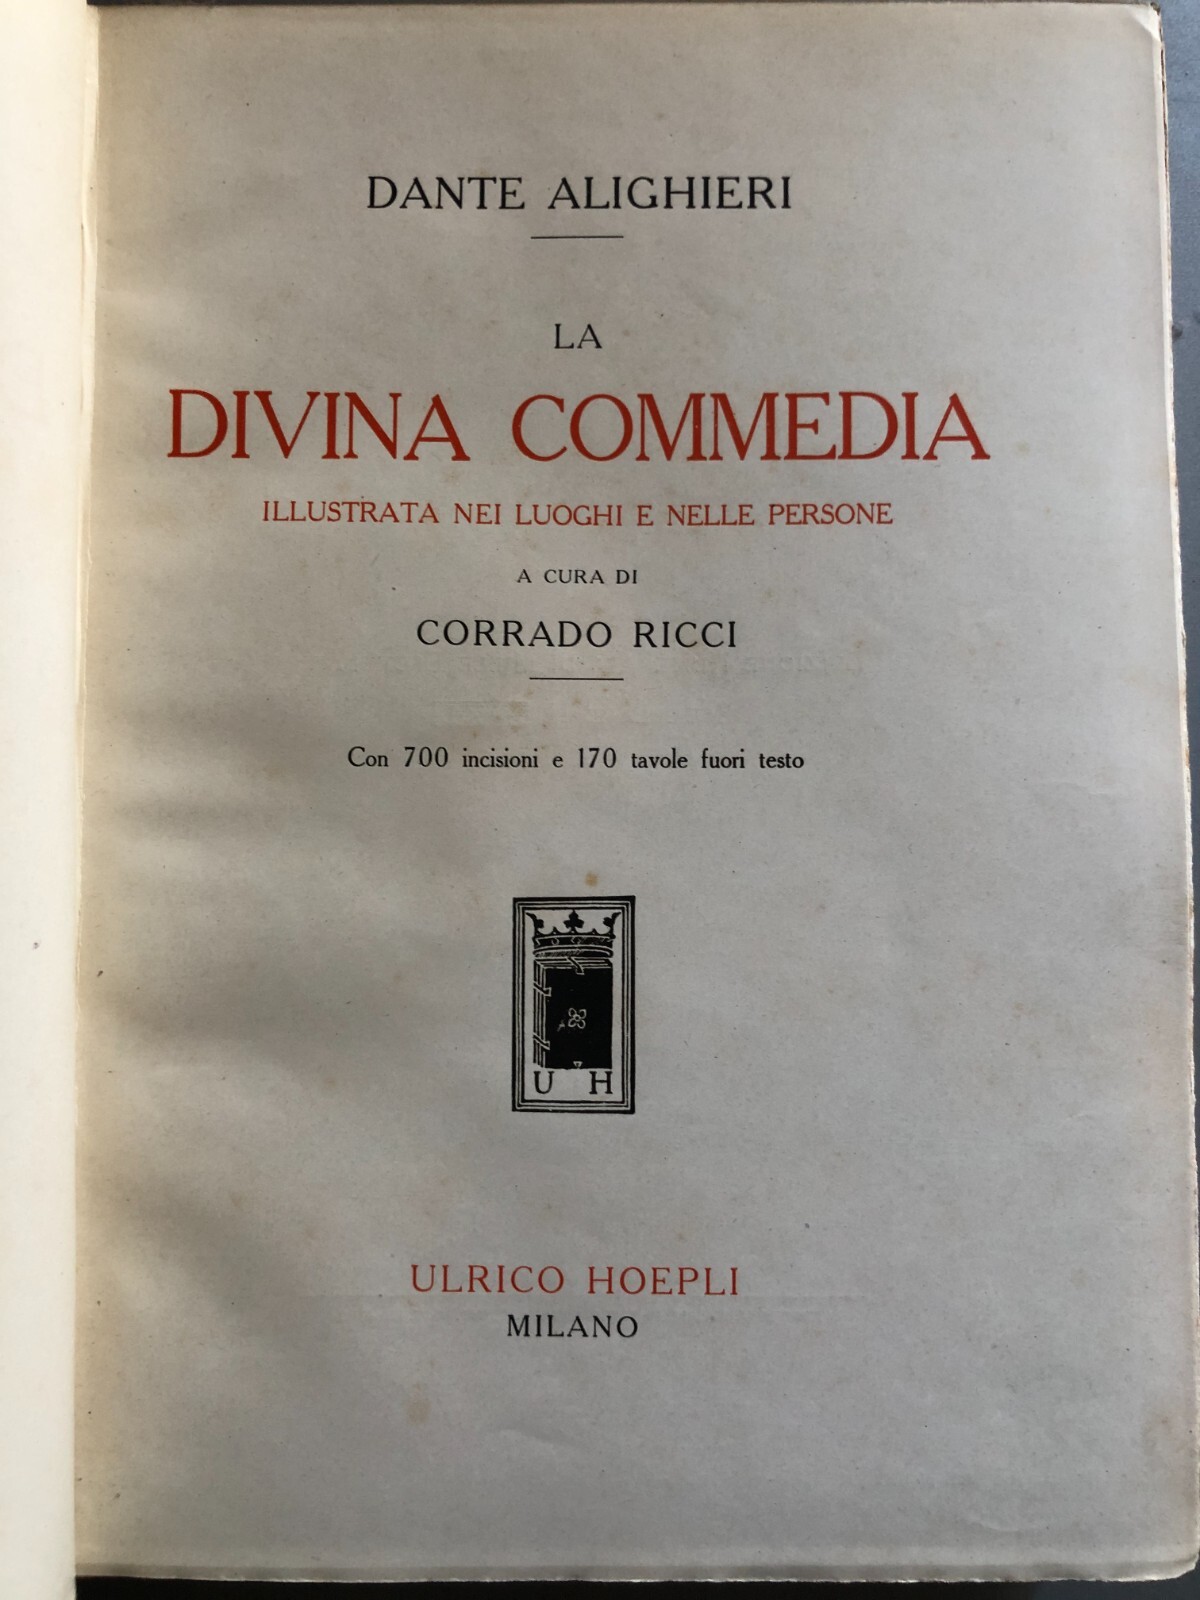 DANTE ALIGHIERI
LA
DIVINA COMMEDIA
ILLUSTRATA NEI LUOGHI E NELLE PERSONE
A CURA DI
CORRADO RICCI
Con 700 incisioni e 170 tavole fuori testo
U H
ULRICO HOEPLI
MILANO